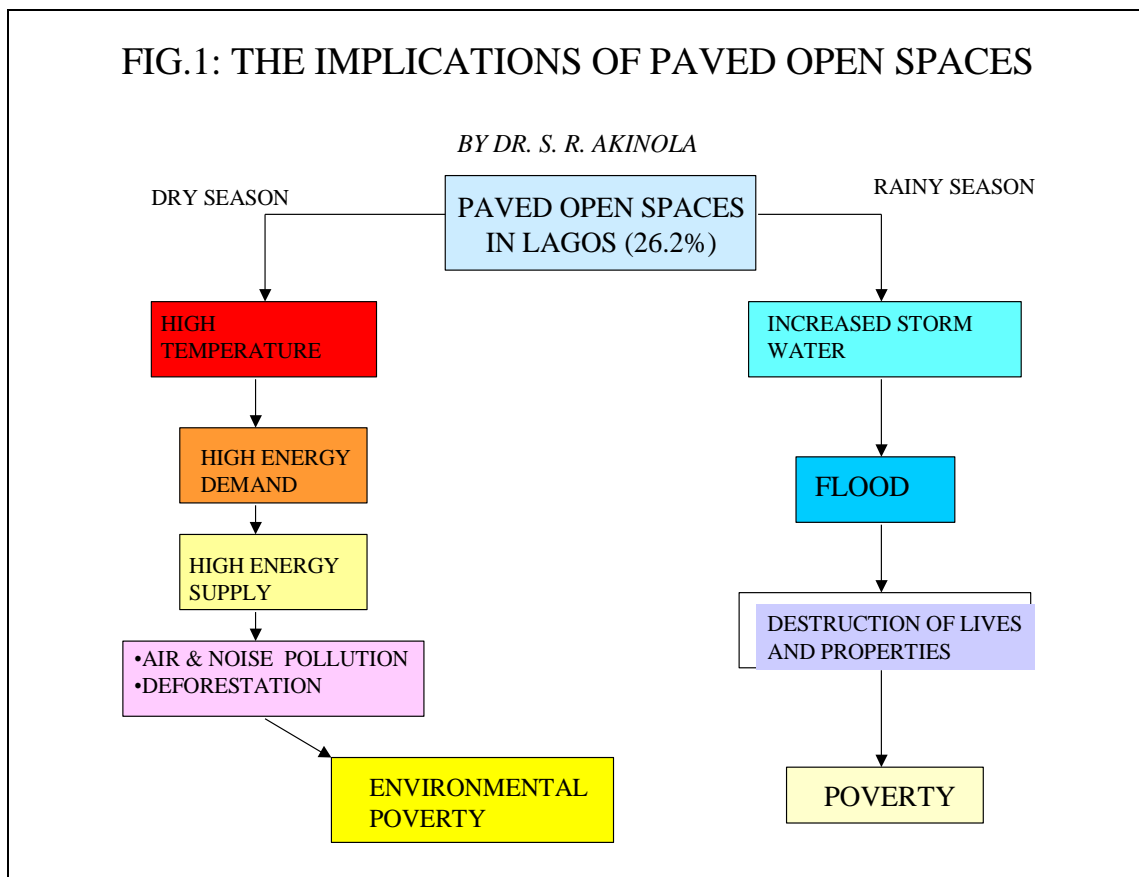 FIG.1: THE IMPLICATIONS OF PAVED OPEN SPACES
BY DR. S. R. AKINOLA
DRY SEASON
RAINY SEASON
PAVED OPEN SPACES
IN LAGOS (26.2%)
HIGH
TEMPERATURE
HIGH ENERGY
DEMAND
HIGH ENERGY
SUPPLY
•AIR & NOISE POLLUTION
•DEFORESTATION
ENVIRONMENTAL
POVERTY
INCREASED STORM
WATER
FLOOD
DESTRUCTION OF LIVES
AND PROPERTIES
POVERTY